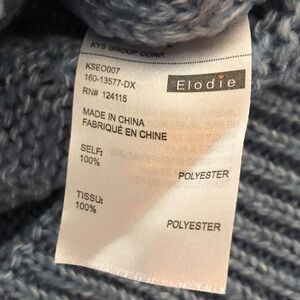 KYS GROUP CORP
KSEO007
160-13577-DX
RN# 124115
Elodie
MADE IN CHINA
FABRIQUÉ EN CHINE
SELF:
100%
POLYESTER
TISSU:
100%
POLYESTER